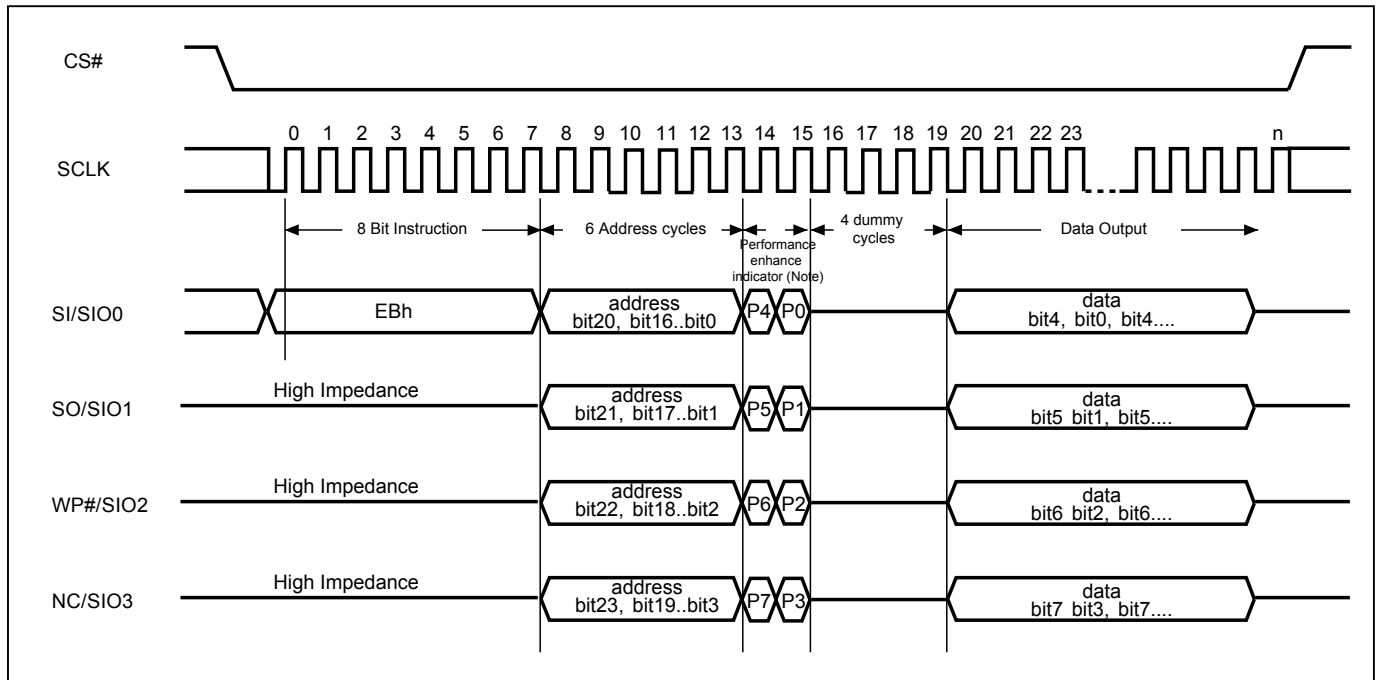 CS#
0 1 2 3 4 5 6 7 8 9 10 11 12 13 14 15 16 17 18 19 20 21 22 23 n
SCLK
8 Bit Instruction
6 Address cycles
Performance
enhance
indicator (Note)
4 dummy
cycles
Data Output
SI/SIO0
EBh
address
bit20, bit16..bit0
P4 P0
data
bit4, bit0, bit4....
SO/SIO1
High Impedance
address
bit21, bit17..bit1
P5 P1
data
bit5 bit1, bit5....
WP#/SIO2
High Impedance
address
bit22, bit18..bit2
P6 P2
data
bit6 bit2, bit6....
NC/SIO3
High Impedance
address
bit23, bit19..bit3
P7 P3
data
bit7 bit3, bit7....